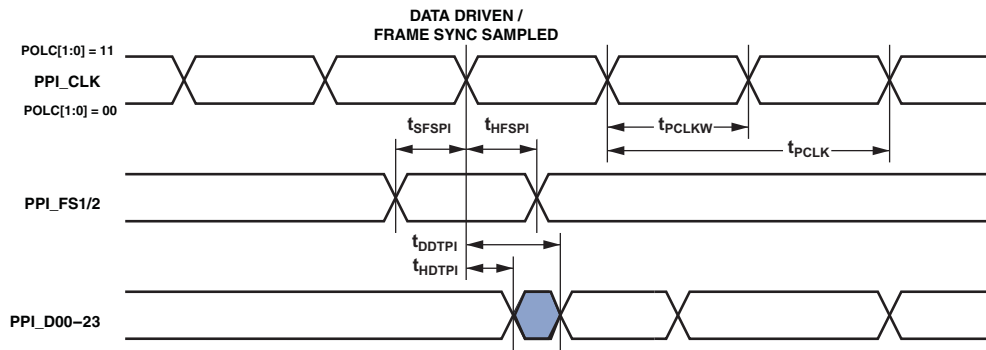 DATA DRIVEN /
FRAME SYNC SAMPLED
POLC[1:0] = 11
PPI_CLK
POLC[1:0] = 00
tSFSPI
tHFSPI
tPCLKW
tPCLK
PPI_FS1/2
tDDTPI
tHDTPI
PPI_D00–23